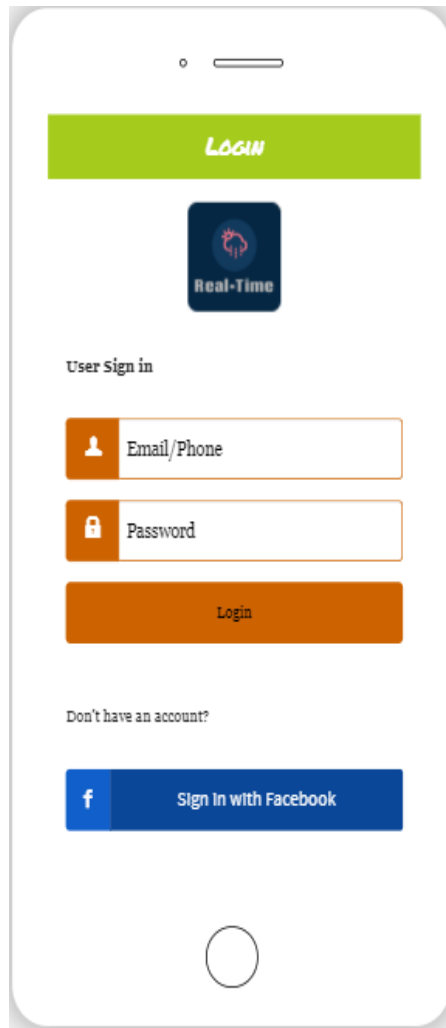 Login
Real-Time
User Sign in
Email/Phone
Password
Login
Don't have an account?
f Sign in with Facebook